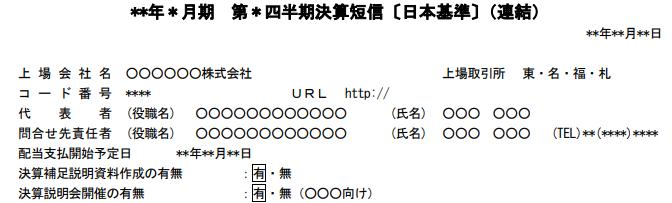 **年*月期　第*四半期決算短信〔日本基準〕（連結）
**年**月**日
上場会社名　〇〇〇〇〇〇株式会社　上場取引所　東・名・福・札
コード番号　****　ＵＲＬ　http://
代表者　（役職名）　〇〇〇〇〇〇〇〇〇〇〇〇　（氏名）　〇〇〇　〇〇〇
問合せ先責任者　（役職名）　〇〇〇〇〇〇〇〇〇〇〇〇　（氏名）　〇〇〇　〇〇〇　（TEL）**(****)****
配当支払開始予定日　**年**月**日
決算補足説明資料作成の有無　：有・無
決算説明会開催の有無　：有・無（〇〇〇向け）